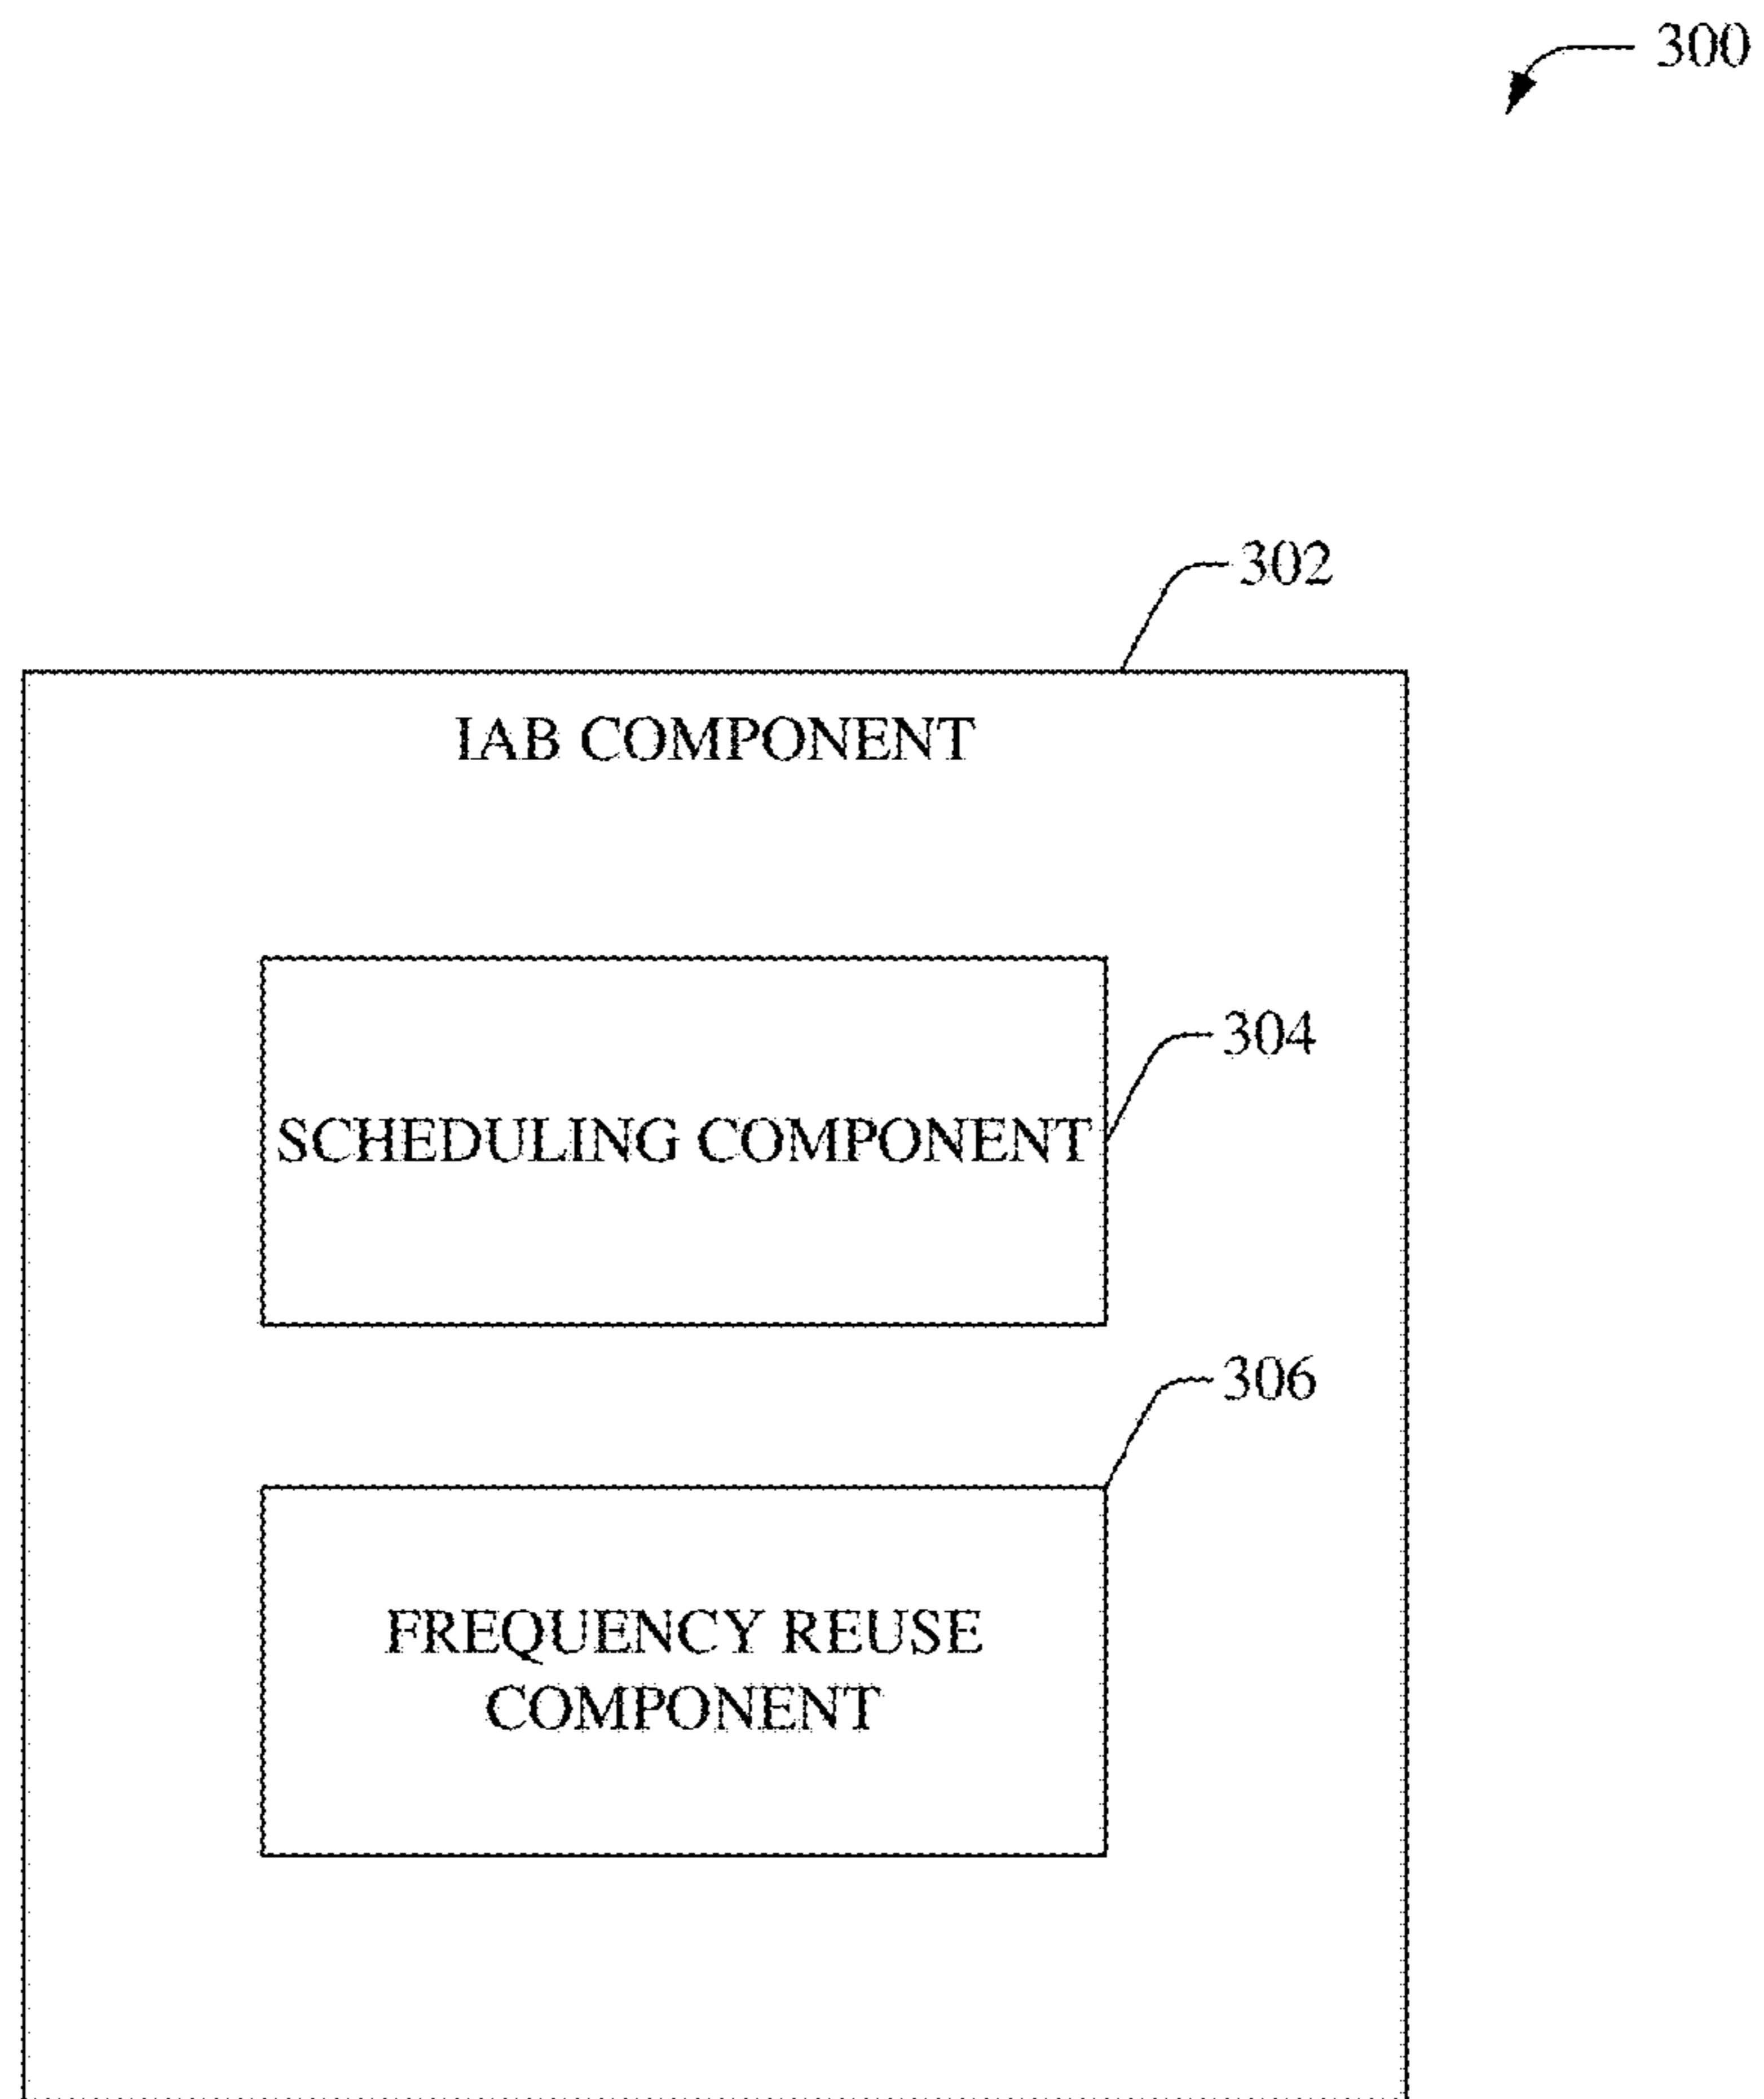 300
302
IAB COMPONENT
304
SCHEDULING COMPONENT
306
FREQUENCY REUSE
COMPONENT